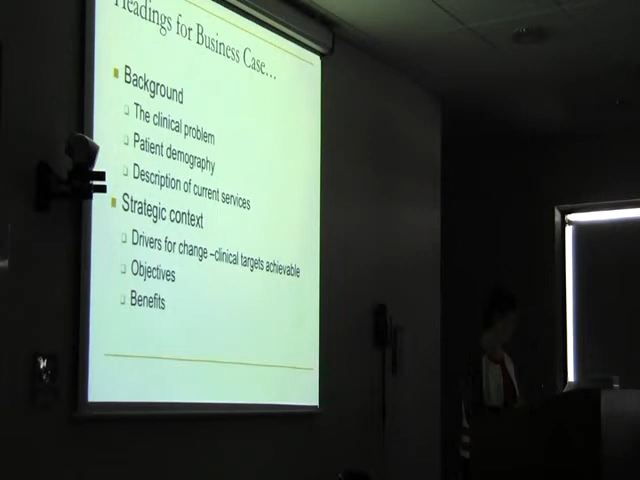 Headings for Business Case...
Background
The clinical problem
Patient demography
Description of current services
Strategic context
Drivers for change –clinical targets achievable
Objectives
Benefits